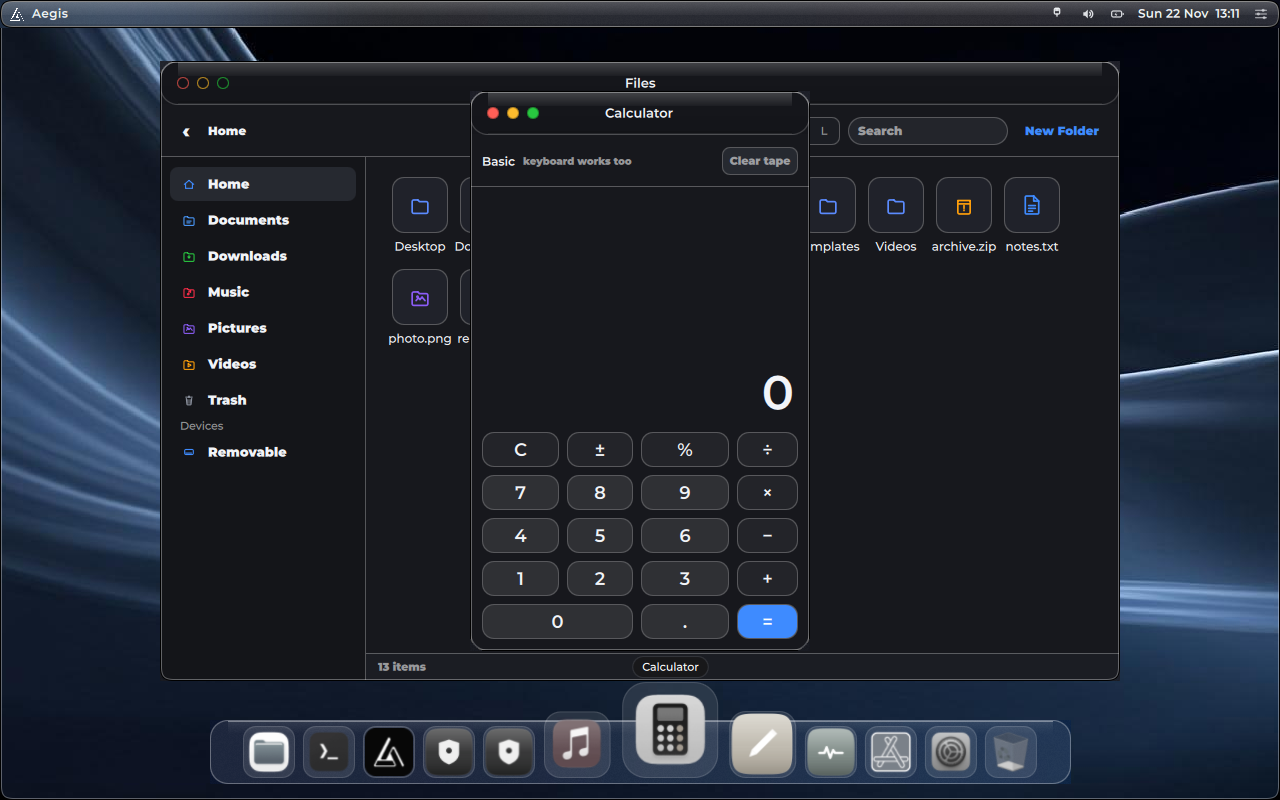 Aegis
Sun 22 Nov 13:11
Files
Calculator
Home
L
Search
New Folder
Basic keyboard works too
Clear tape
Home
Documents
Downloads
Music
Pictures
Videos
Trash
Devices
Removable
Desktop
Do
mplates
Videos
archive.zip
notes.txt
photo.png
re
0
C ± % ÷
7 8 9 ×
4 5 6 −
1 2 3 +
0 . =
13 items
Calculator